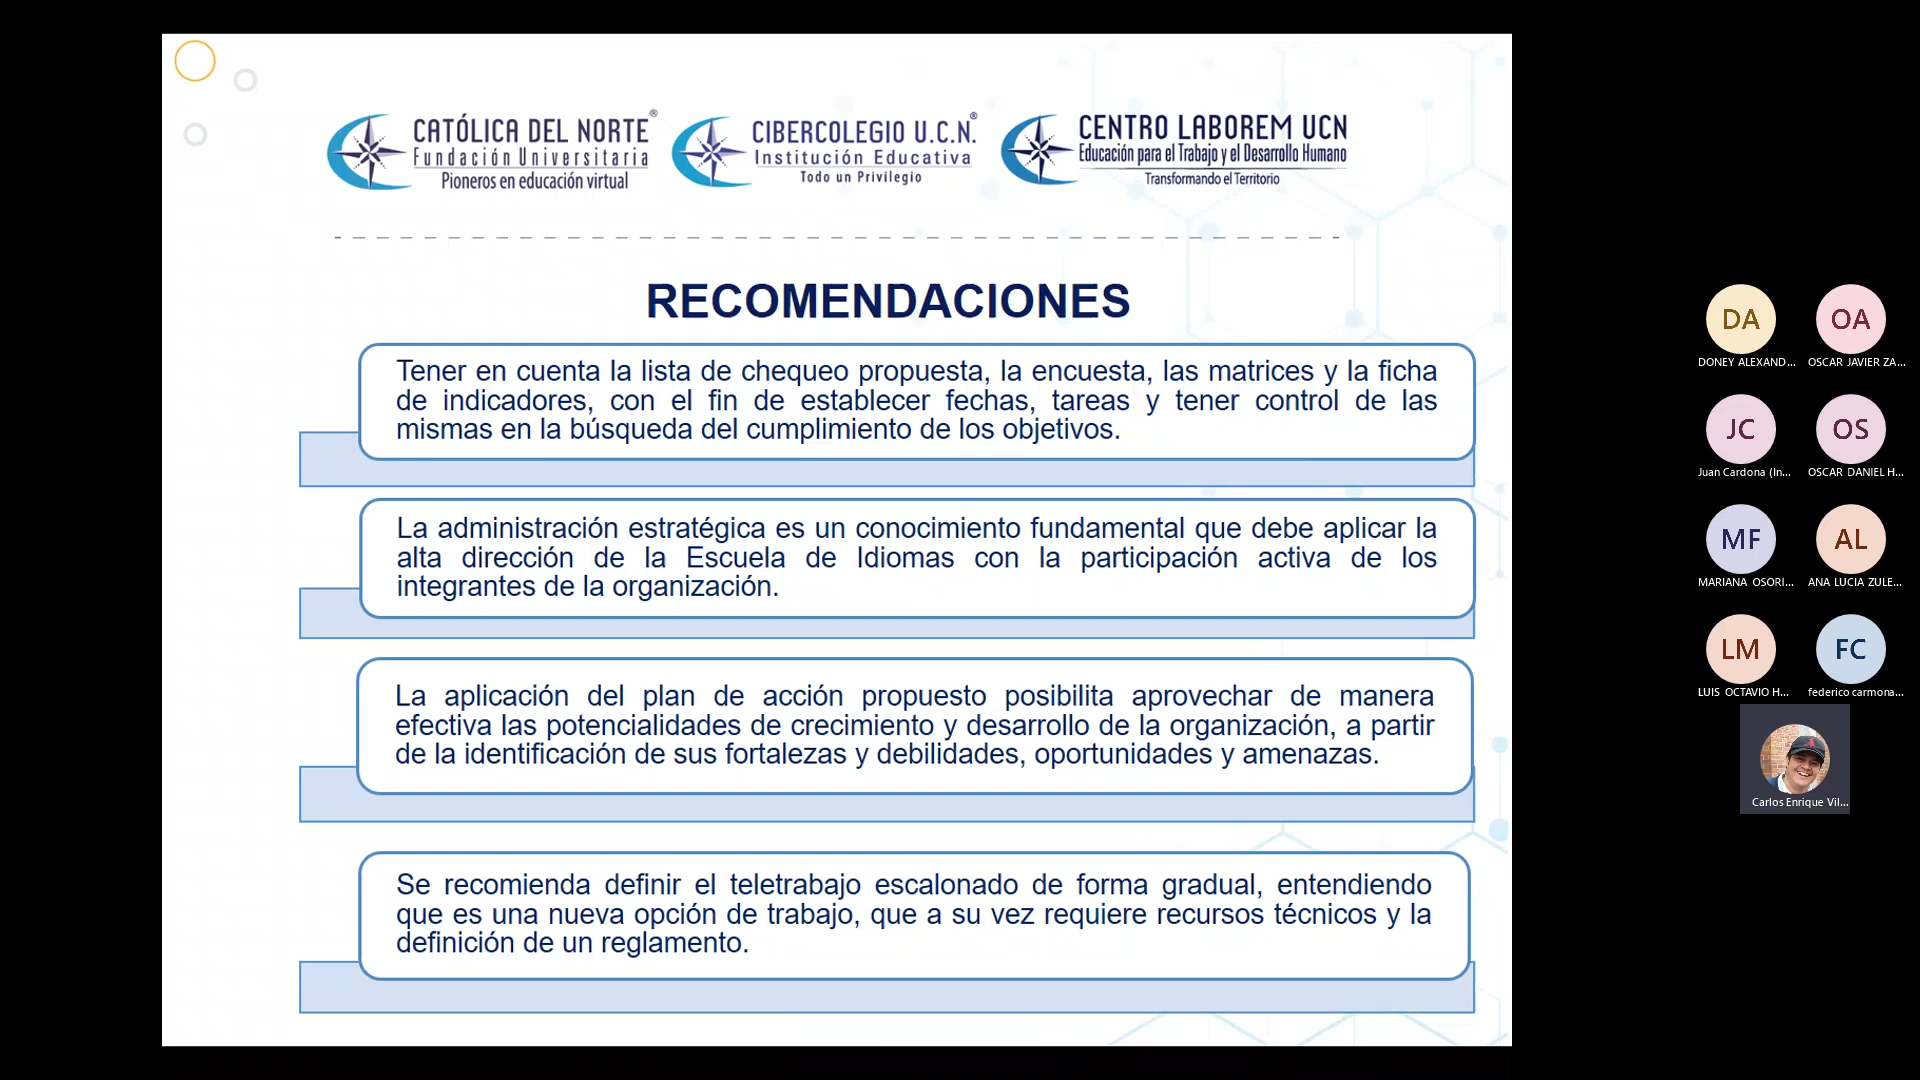 CATÓLICA DEL NORTE®
Fundación Universitaria
Pioneros en educación virtual
CIBERCOLEGIO U.C.N.®
Institución Educativa
Todo un Privilegio
CENTRO LABOREM UCN
Educación para el Trabajo y el Desarrollo Humano
Transformando el Territorio
RECOMENDACIONES
Tener en cuenta la lista de chequeo propuesta, la encuesta, las matrices y la ficha
de indicadores, con el fin de establecer fechas, tareas y tener control de las
mismas en la búsqueda del cumplimiento de los objetivos.
La administración estratégica es un conocimiento fundamental que debe aplicar la
alta dirección de la Escuela de Idiomas con la participación activa de los
integrantes de la organización.
La aplicación del plan de acción propuesto posibilita aprovechar de manera
efectiva las potencialidades de crecimiento y desarrollo de la organización, a partir
de la identificación de sus fortalezas y debilidades, oportunidades y amenazas.
Se recomienda definir el teletrabajo escalonado de forma gradual, entendiendo
que es una nueva opción de trabajo, que a su vez requiere recursos técnicos y la
definición de un reglamento.
DA
DONEY ALEXAND...
OA
OSCAR JAVIER ZA...
JC
Juan Cardona (In...
OS
OSCAR DANIEL H...
MF
MARIANA OSORI...
AL
ANA LUCIA ZULE...
LM
LUIS OCTAVIO H...
FC
federico carmona...
Carlos Enrique Vil...